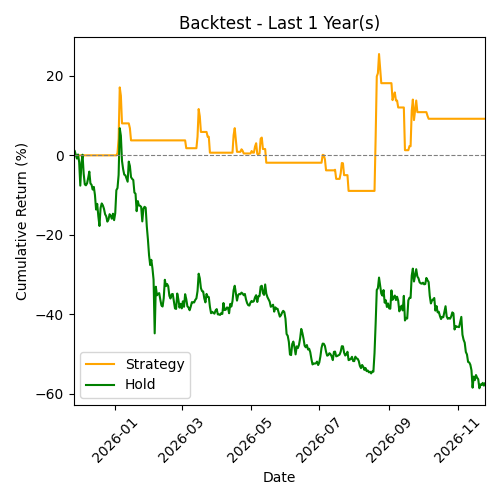 Backtest - Last 1 Year(s)
Cumulative Return (%)
20
0
−20
−40
−60
Strategy
Hold
2026-01
2026-03
2026-05
2026-07
2026-09
2026-11
Date